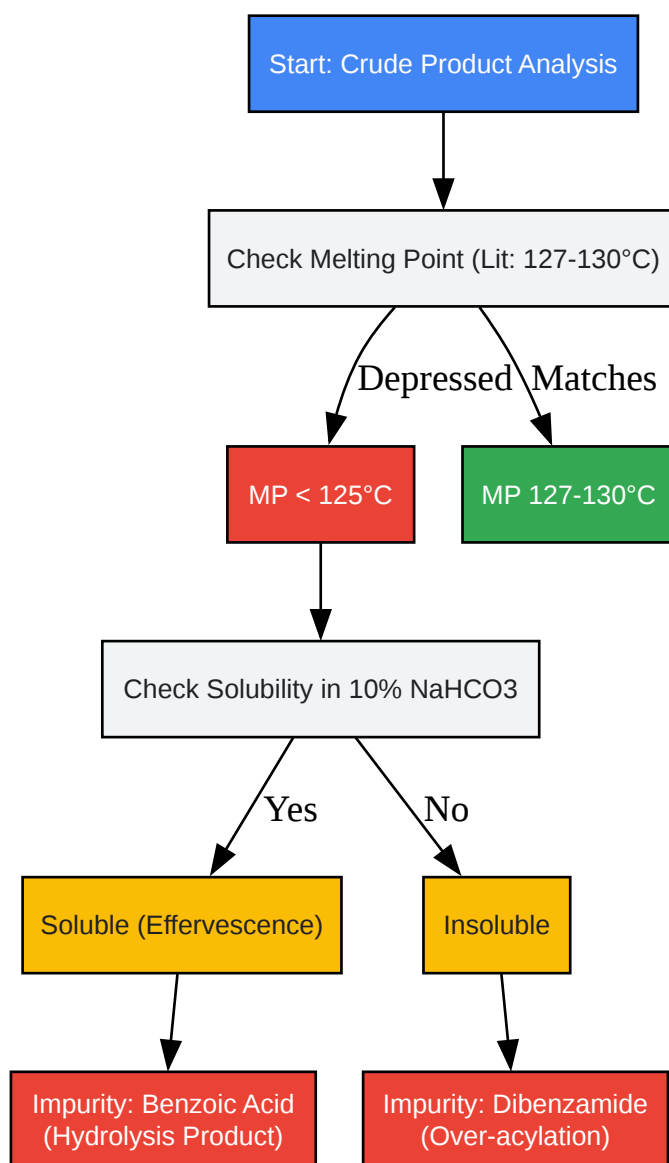 Start: Crude Product Analysis
Check Melting Point (Lit: 127-130°C)
Depressed
Matches
MP < 125°C
MP 127-130°C
Check Solubility in 10% NaHCO3
Yes
No
Soluble (Effervescence)
Insoluble
Impurity: Benzoic Acid
(Hydrolysis Product)
Impurity: Dibenzamide
(Over-acylation)